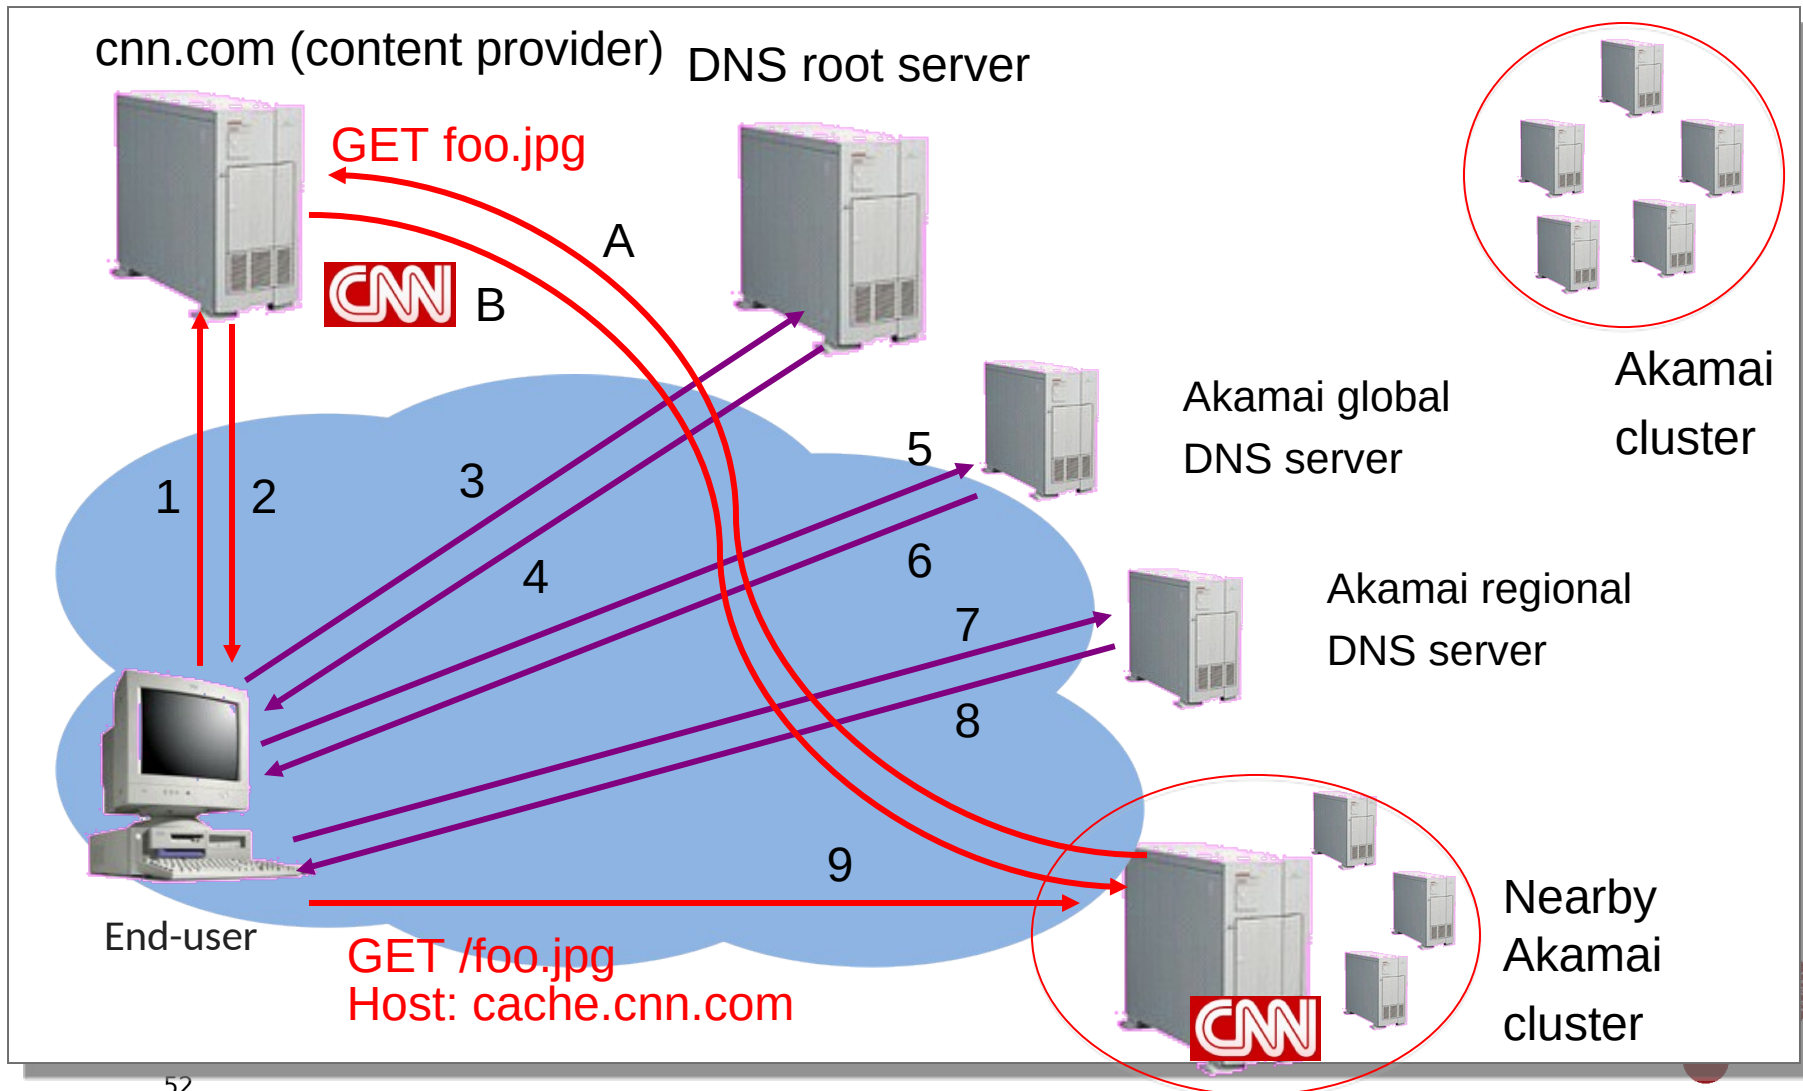 cnn.com (content provider)
DNS root server
GET foo.jpg
A
CNN
B
Akamai
cluster
Akamai global
DNS server
5
3
1
2
6
4
Akamai regional
DNS server
7
8
9
End-user
GET /foo.jpg
Host: cache.cnn.com
Nearby
Akamai
cluster
CNN
52